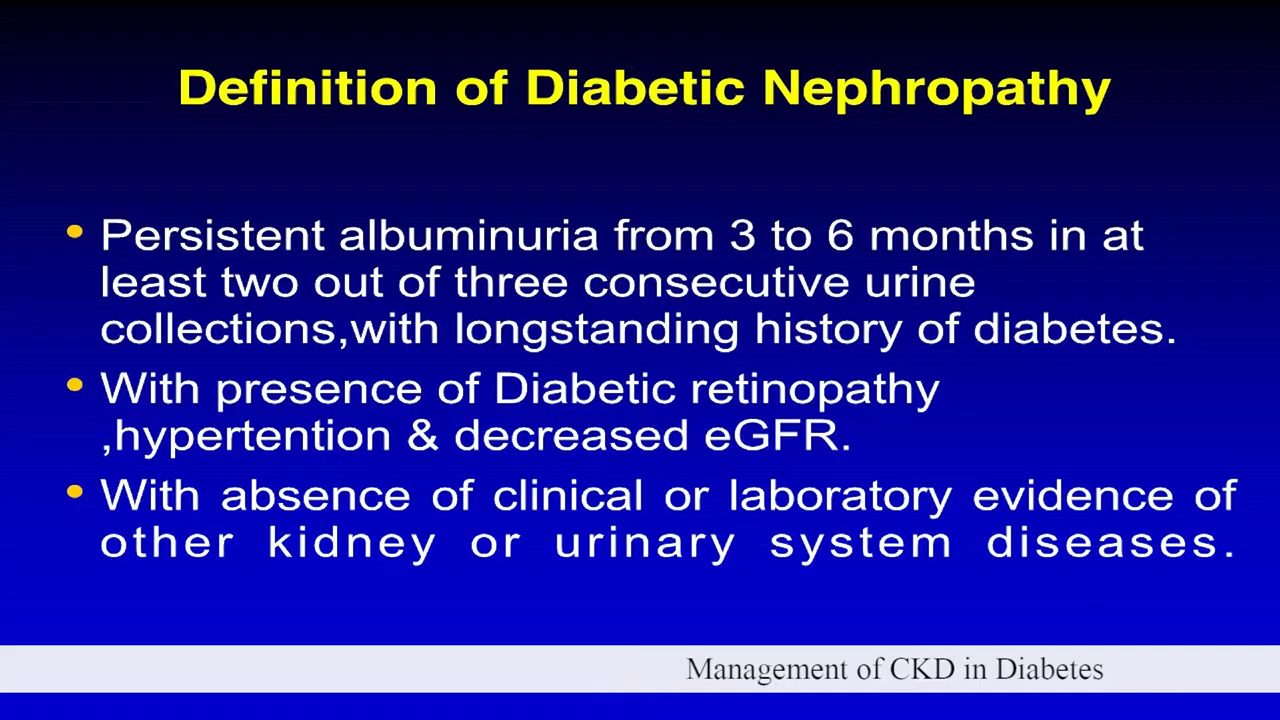 Definition of Diabetic Nephropathy
• Persistent albuminuria from 3 to 6 months in at
least two out of three consecutive urine
collections,with longstanding history of diabetes.
• With presence of Diabetic retinopathy
,hypertention & decreased eGFR.
• With absence of clinical or laboratory evidence of
other kidney or urinary system diseases.
Management of CKD in Diabetes